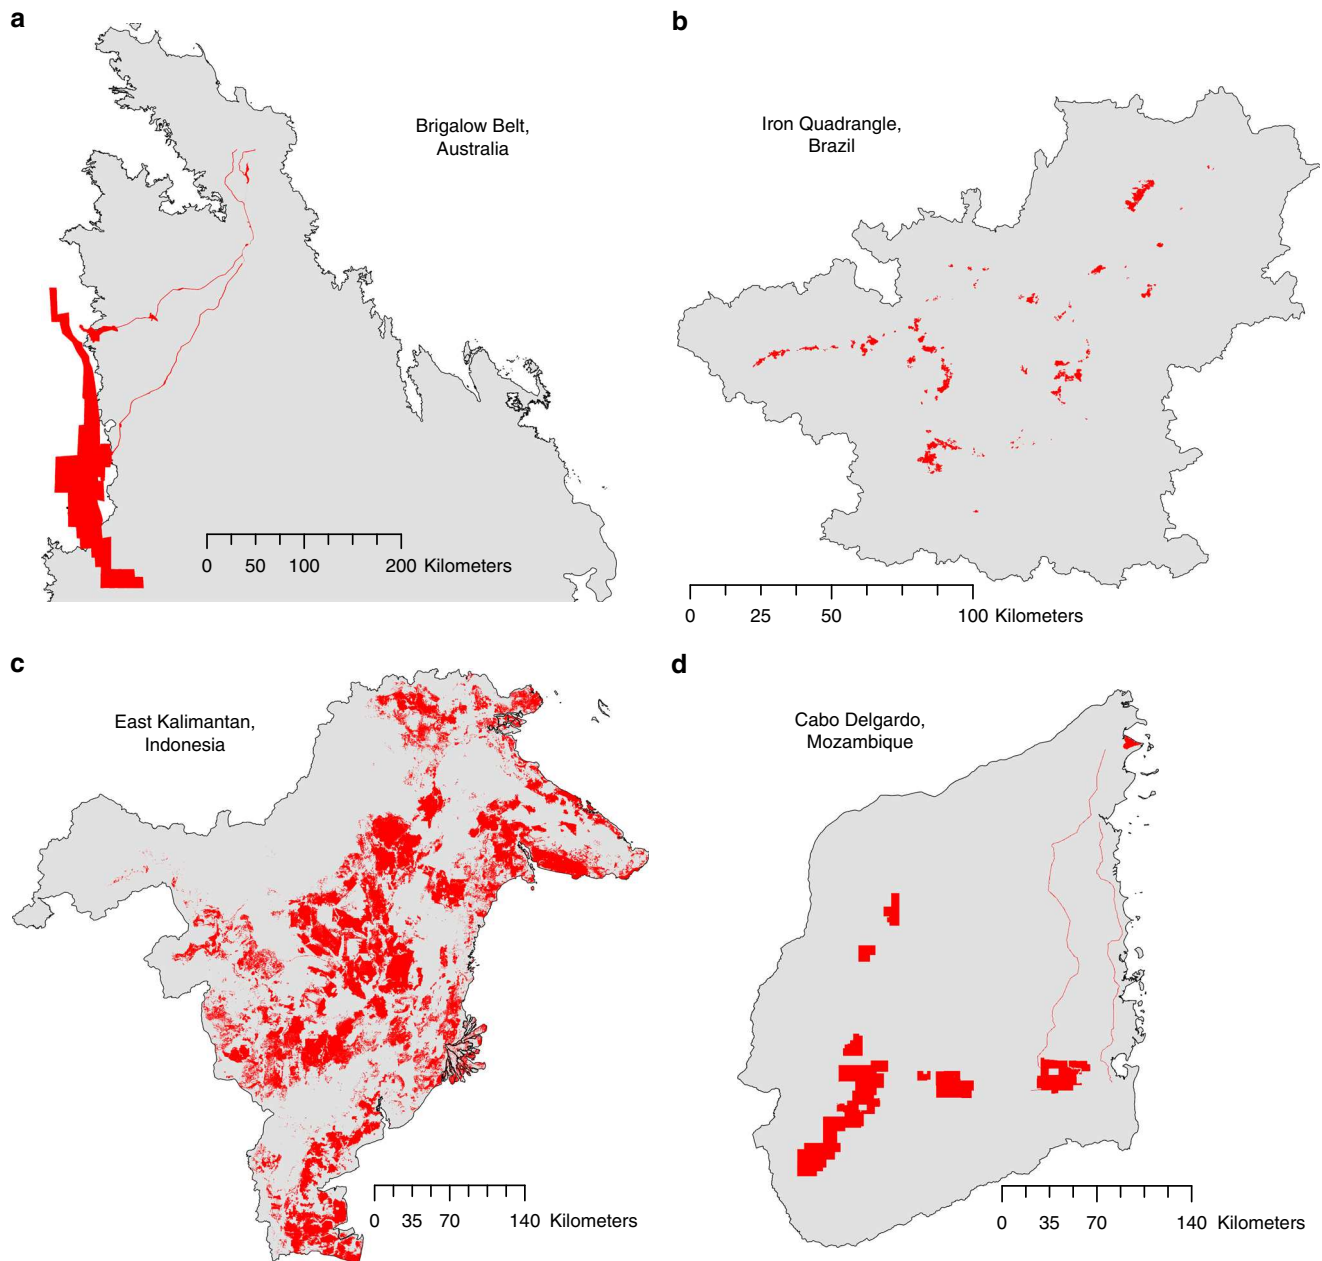 a
Brigalow Belt,
Australia
0 50 100 200 Kilometers
b
Iron Quadrangle,
Brazil
0 25 50 100 Kilometers
c
East Kalimantan,
Indonesia
0 35 70 140 Kilometers
d
Cabo Delgardo,
Mozambique
0 35 70 140 Kilometers